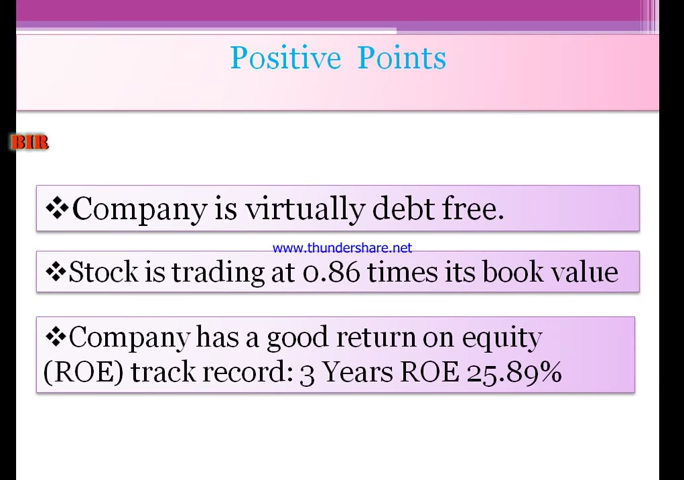 Positive Points
BIR
❖Company is virtually debt free.
www.thundershare.net
❖Stock is trading at 0.86 times its book value
❖Company has a good return on equity
(ROE) track record: 3 Years ROE 25.89%